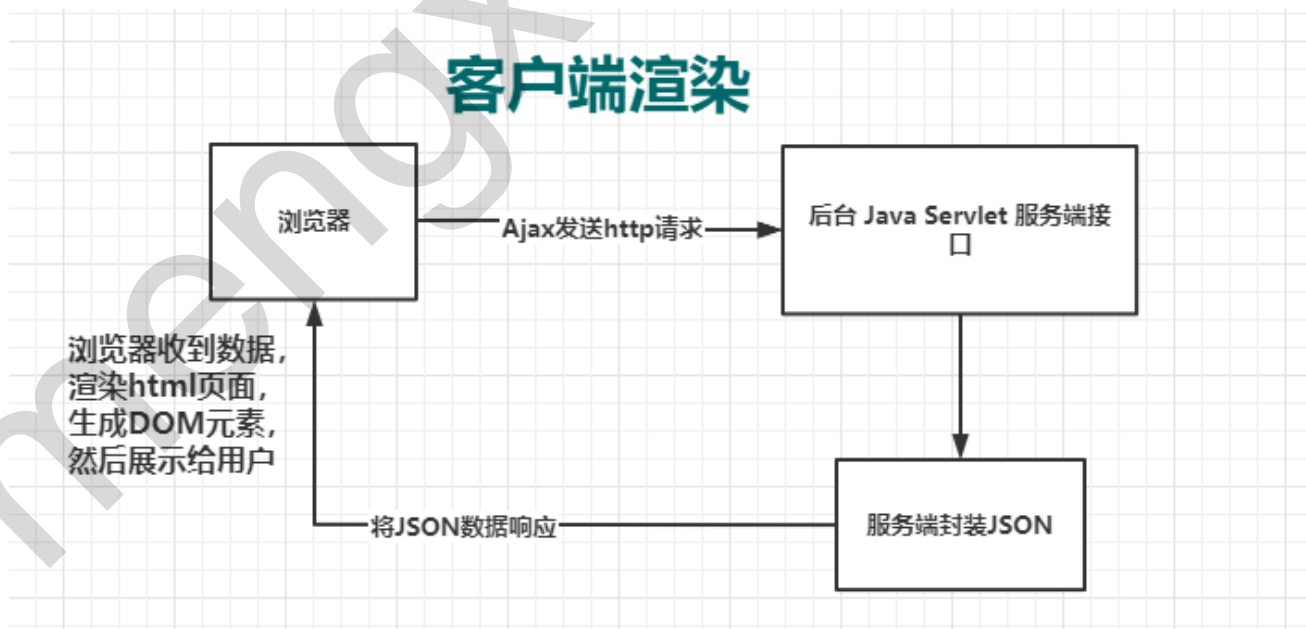 客户端渲染
浏览器
Ajax发送http请求
后台 Java Servlet 服务端接
口
浏览器收到数据，
渲染html页面，
生成DOM元素，
然后展示给用户
将JSON数据响应
服务端封装JSON